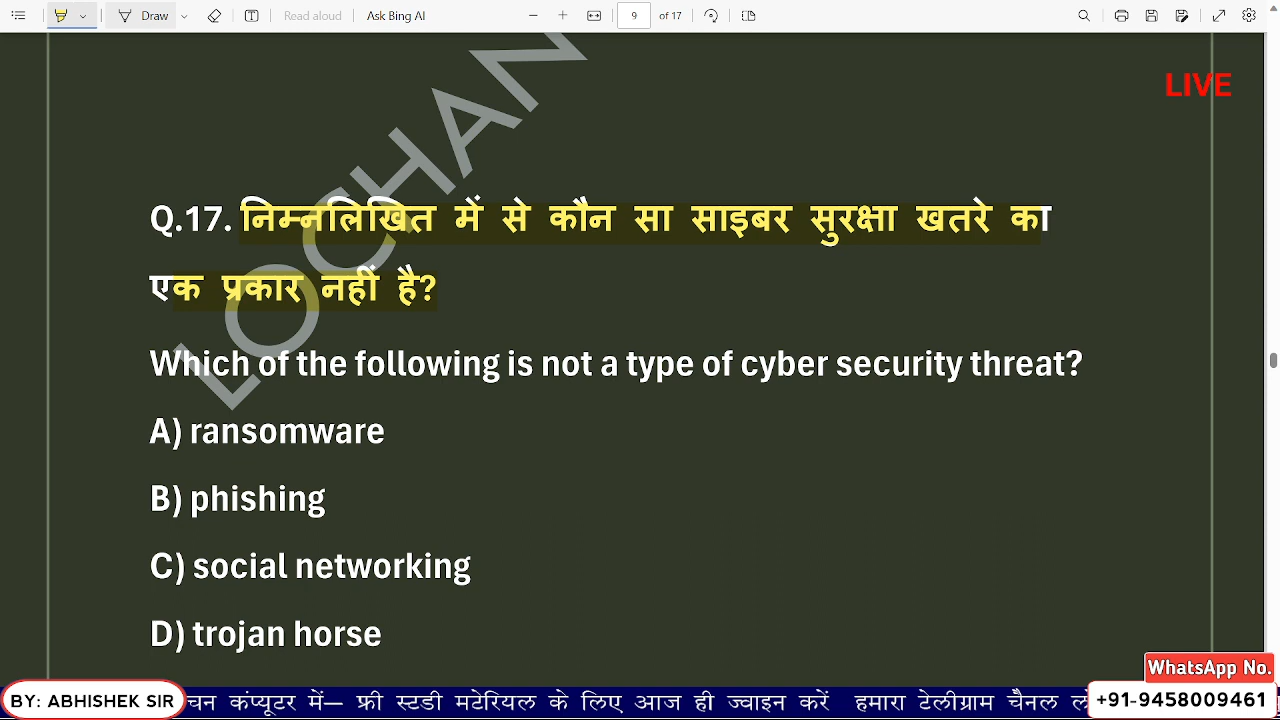 Read aloud
Draw
Ask Bing AI
9
of 17
LIVE
LOCHAN
Q.17. निम्नलिखित में से कौन सा साइबर सुरक्षा खतरे का
एक प्रकार नहीं है?
Which of the following is not a type of cyber security threat?
A) ransomware
B) phishing
C) social networking
D) trojan horse
WhatsApp No.
BY: ABHISHEK SIR
चन कंप्यूटर में— फ्री स्टडी मटेरियल के लिए आज ही ज्वाइन करें हमारा टेलीग्राम चैनल
+91-9458009461